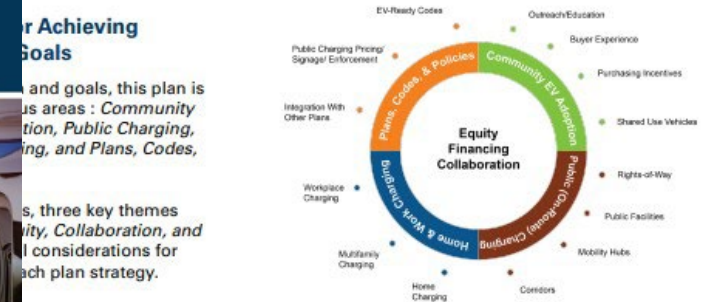 r Achieving
Goals
and goals, this plan is
us areas : Community
tion, Public Charging,
ing, and Plans, Codes,
s, three key themes
uity, Collaboration, and
l considerations for
ach plan strategy.
EV-Ready Codes
Outreach/Education
Buyer Experience
Public Charging Pricing/
Signage/ Enforcement
Purchasing Incentives
Integration With
Other Plans
Shared Use Vehicles
Plans, Codes, & Policies
Community EV Adoption
Equity
Financing
Collaboration
Home & Work Charging
Public (On-Route) Charging
Rights-of-Way
Workplace
Charging
Public Facilities
Multifamily
Charging
Mobility Hubs
Home
Charging
Corridors